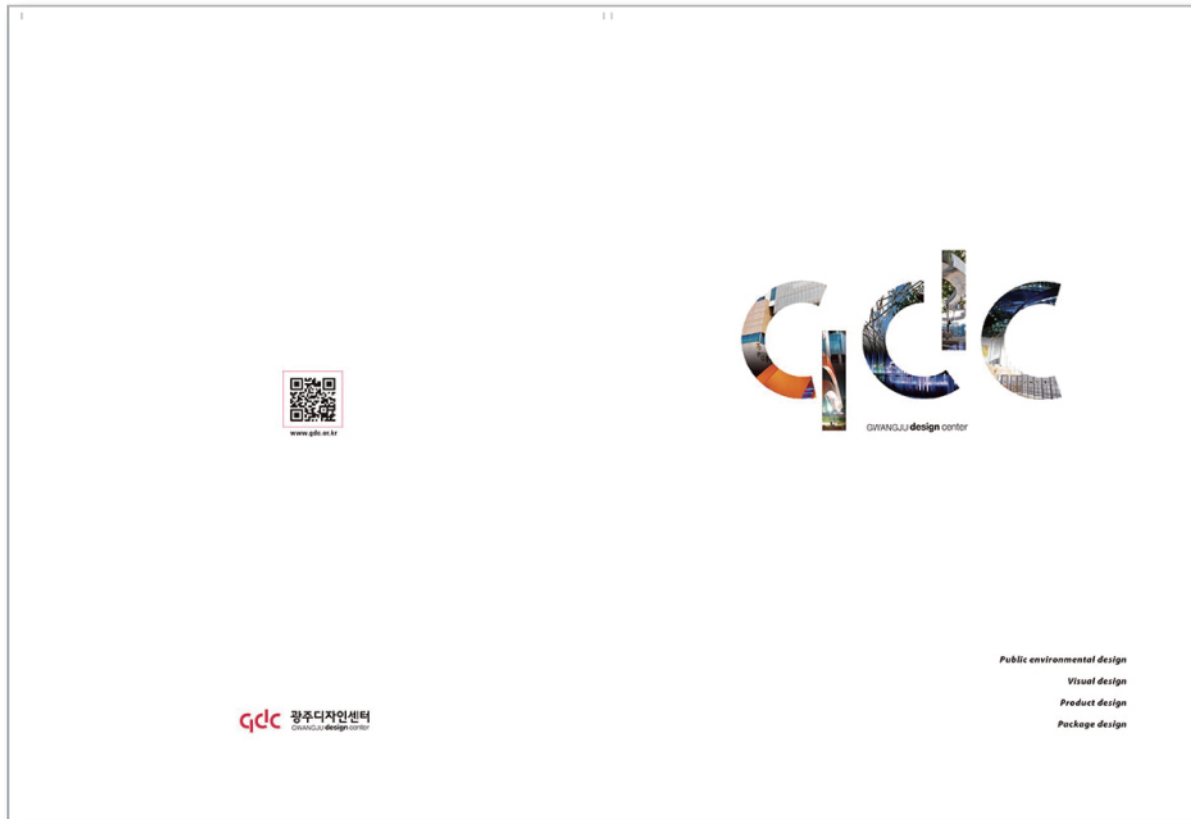 www.gdc.or.kr
gdc 광주디자인센터
GWANGJU design center
gdc
GWANGJU design center
Public environmental design
Visual design
Product design
Package design